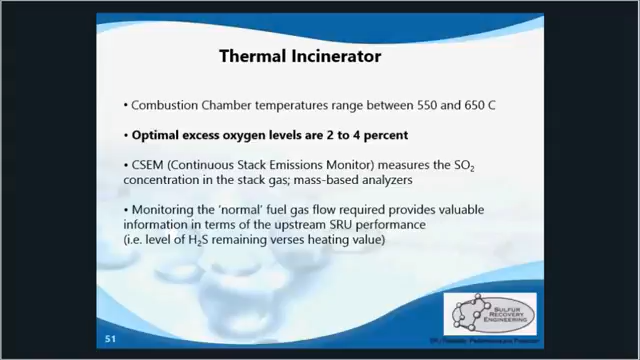 Thermal Incinerator
• Combustion Chamber temperatures range between 550 and 650 C
• Optimal excess oxygen levels are 2 to 4 percent
• CSEM (Continuous Stack Emissions Monitor) measures the SO₂
concentration in the stack gas; mass-based analyzers
• Monitoring the 'normal' fuel gas flow required provides valuable
information in terms of the upstream SRU performance
(i.e. level of H₂S remaining verses heating value)
SULFUR
RECOVERY
ENGINEERING
51